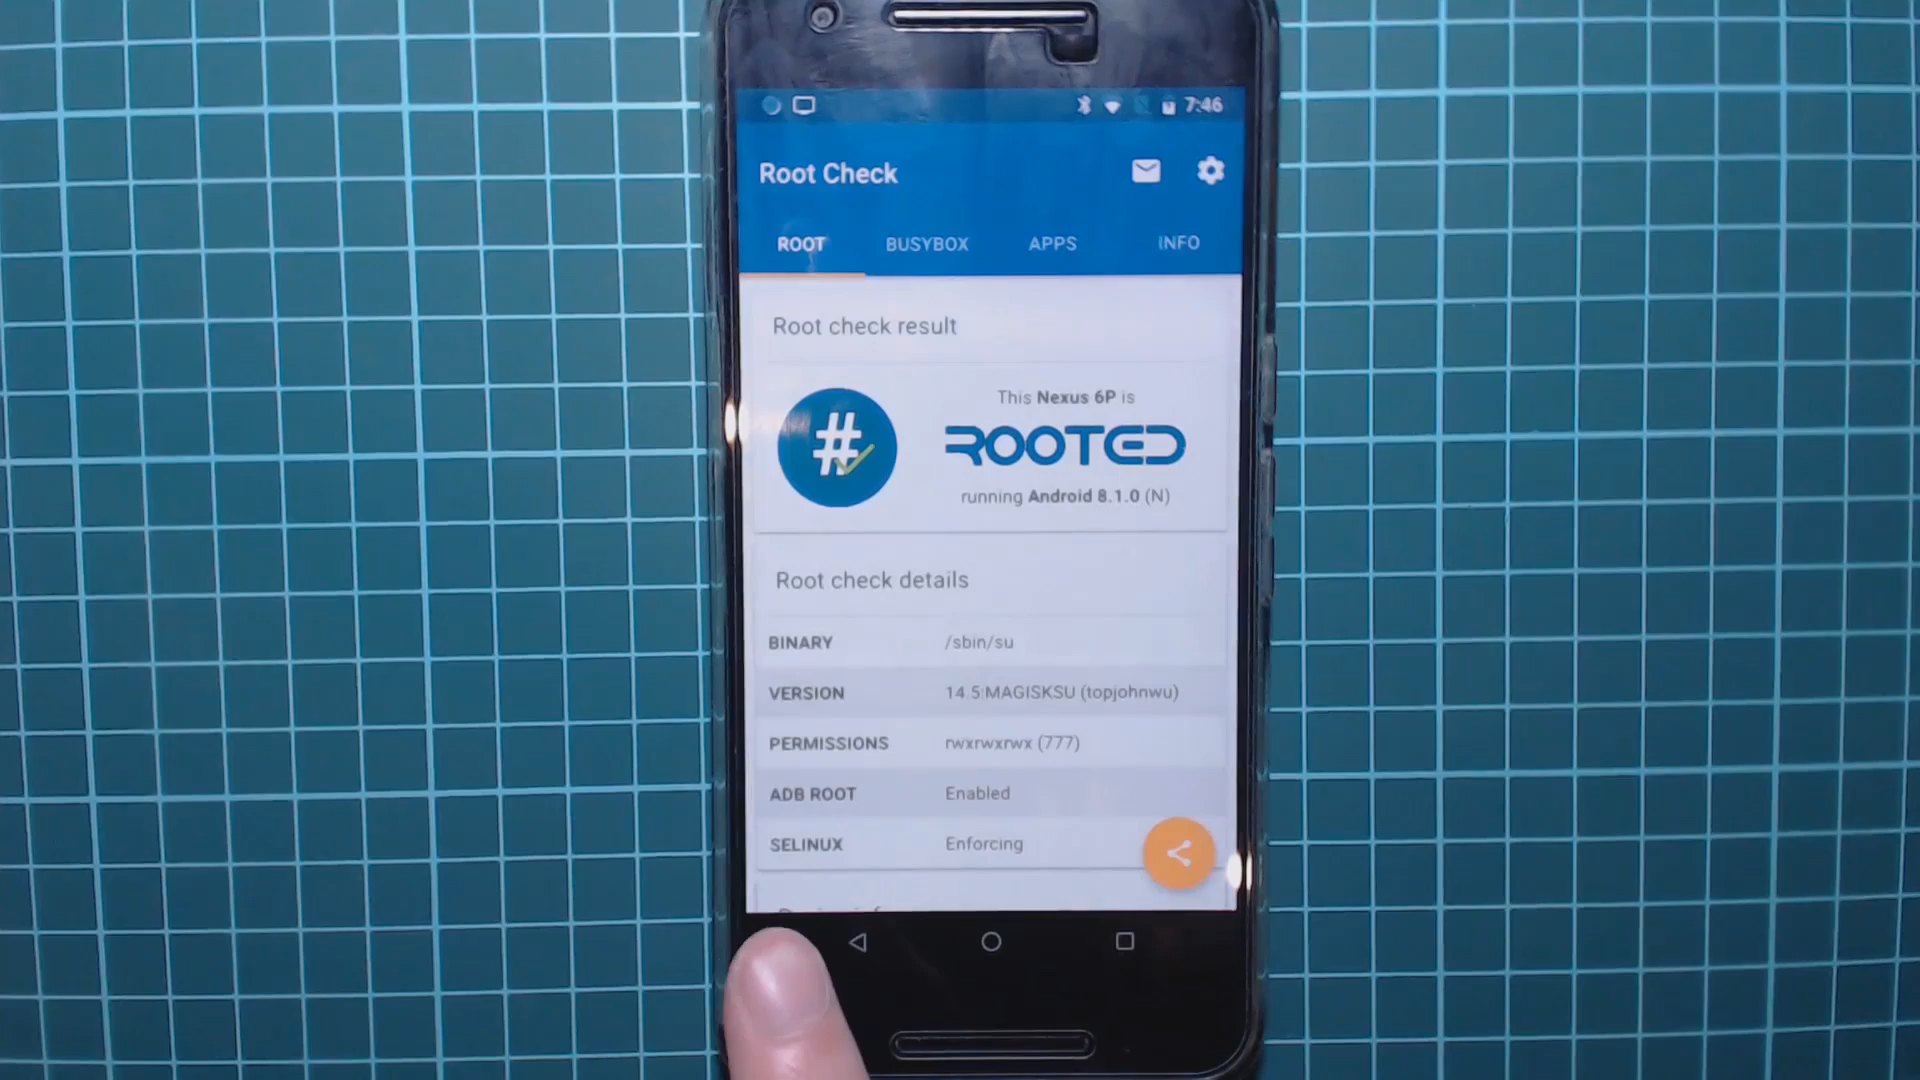 7:46
Root Check
ROOT BUSYBOX APPS INFO
Root check result
This Nexus 6P is
ROOTED
running Android 8.1.0 (N)
Root check details
BINARY /sbin/su
VERSION 14.5:MAGISKSU (topjohnwu)
PERMISSIONS rwxrwxrwx (777)
ADB ROOT Enabled
SELINUX Enforcing